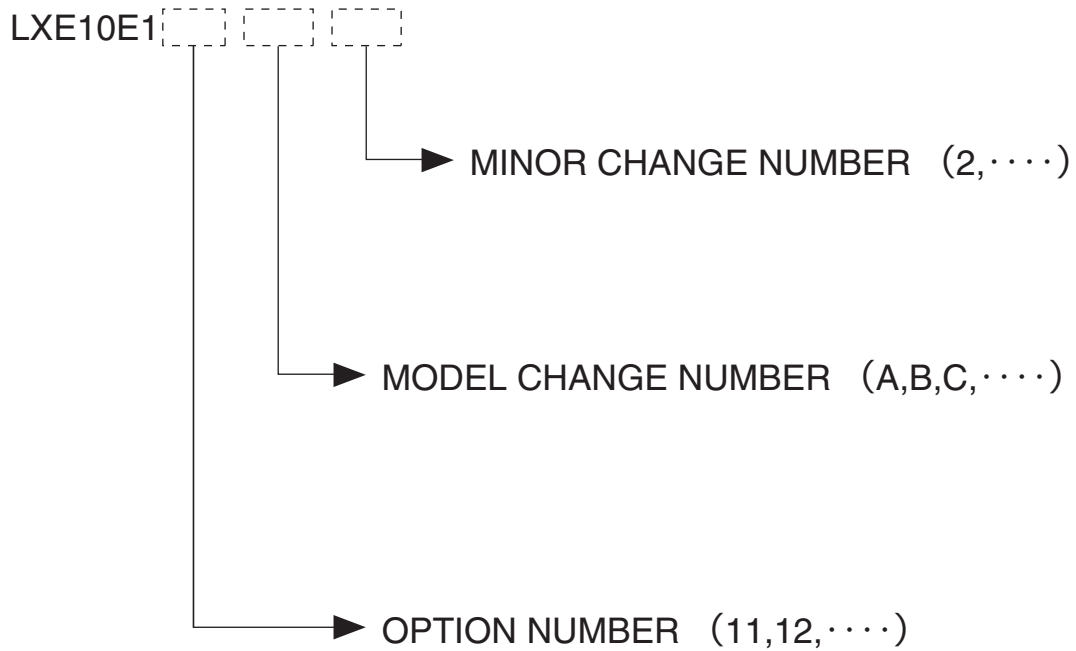 LXE10E1
MINOR CHANGE NUMBER （2,····）
MODEL CHANGE NUMBER （A,B,C,····）
OPTION NUMBER （11,12,····）